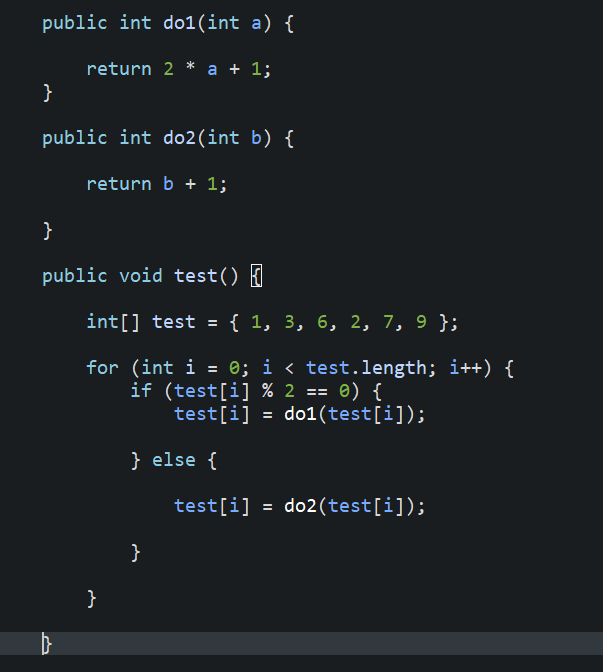 public int do1(int a) {
return 2 * a + 1;
}
public int do2(int b) {
return b + 1;
}
public void test() {
int[] test = { 1, 3, 6, 2, 7, 9 };
for (int i = 0; i < test.length; i++) {
if (test[i] % 2 == 0) {
test[i] = do1(test[i]);
} else {
test[i] = do2(test[i]);
}
}
}